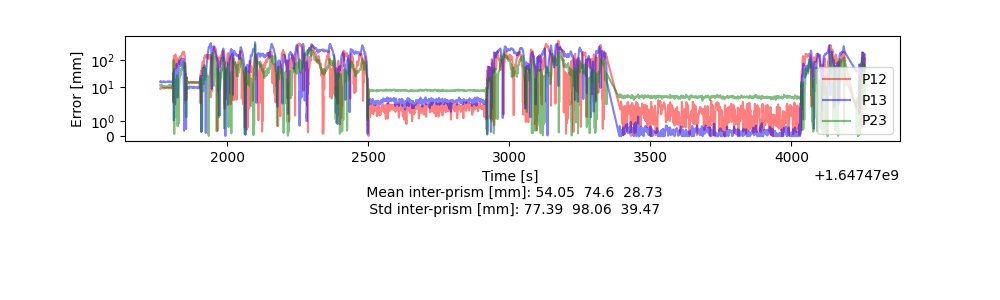 Error [mm]
10²
10¹
10⁰
0
P12
P13
P23
2000 2500 3000 3500 4000
Time [s]
+1.64747e9
Mean inter-prism [mm]: 54.05 74.6 28.73
Std inter-prism [mm]: 77.39 98.06 39.47